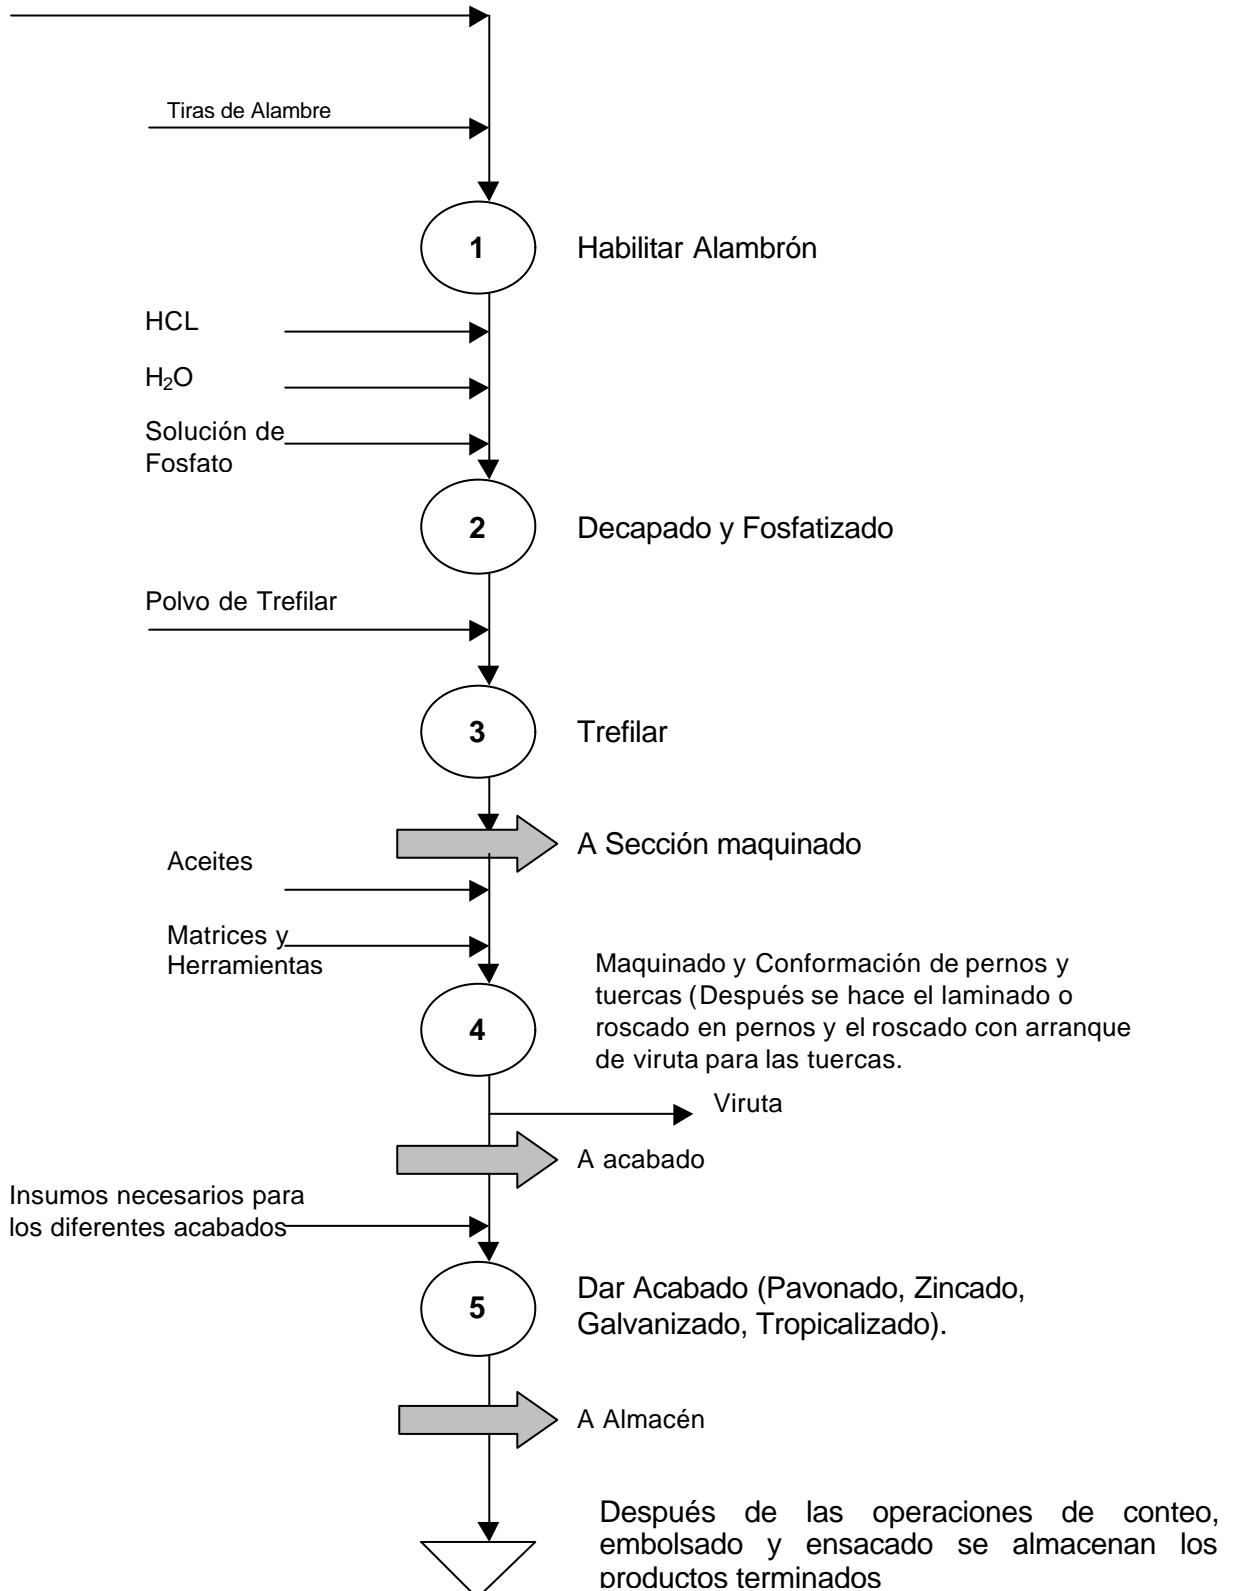 Tiras de Alambre
1
Habilitar Alambrón
HCL
H₂O
Solución de
Fosfato
2
Decapado y Fosfatizado
Polvo de Trefilar
3
Trefilar
A Sección maquinado
Aceites
Matrices y
Herramientas
Maquinado y Conformación de pernos y
tuercas (Después se hace el laminado o
roscado en pernos y el roscado con arranque
de viruta para las tuercas.
4
Viruta
A acabado
Insumos necesarios para
los diferentes acabados
5
Dar Acabado (Pavonado, Zincado,
Galvanizado, Tropicalizado).
A Almacén
Después de las operaciones de conteo,
embolsado y ensacado se almacenan los
productos terminados